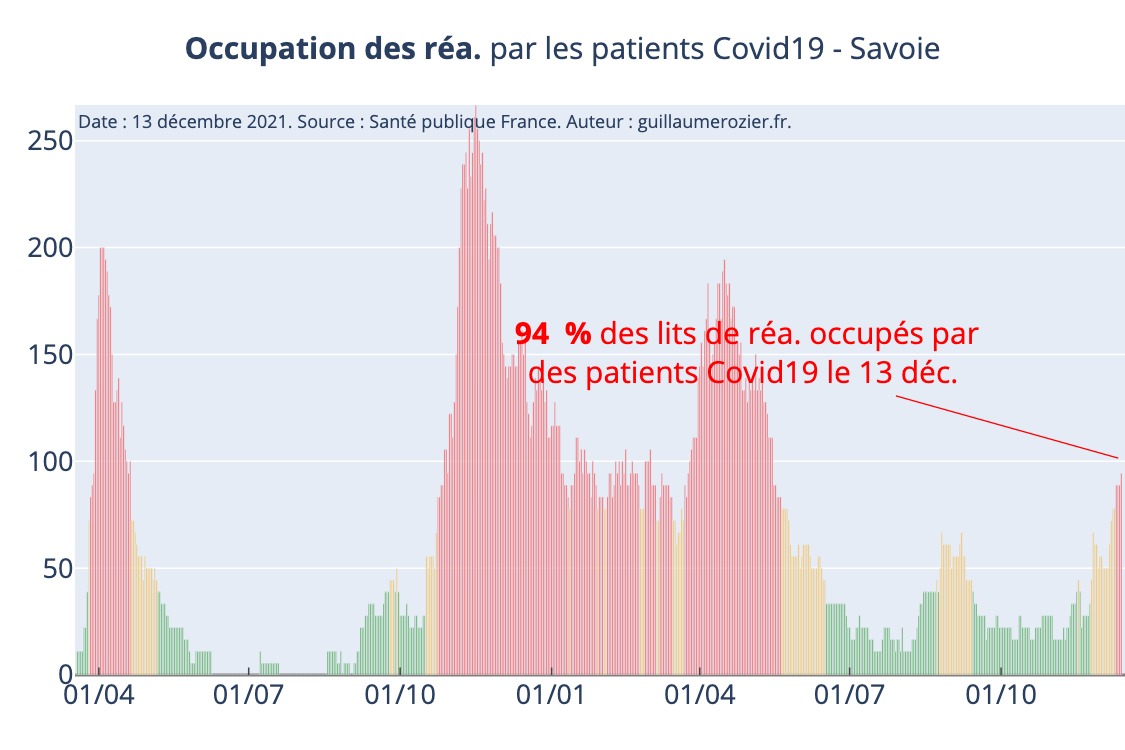 Occupation des réa. par les patients Covid19 - Savoie
Date : 13 décembre 2021. Source : Santé publique France. Auteur : guillaumerozier.fr.
250
200
94 % des lits de réa. occupés par
150
des patients Covid19 le 13 déc.
100
50
0
01/04 01/07 01/10 01/01 01/04 01/07 01/10